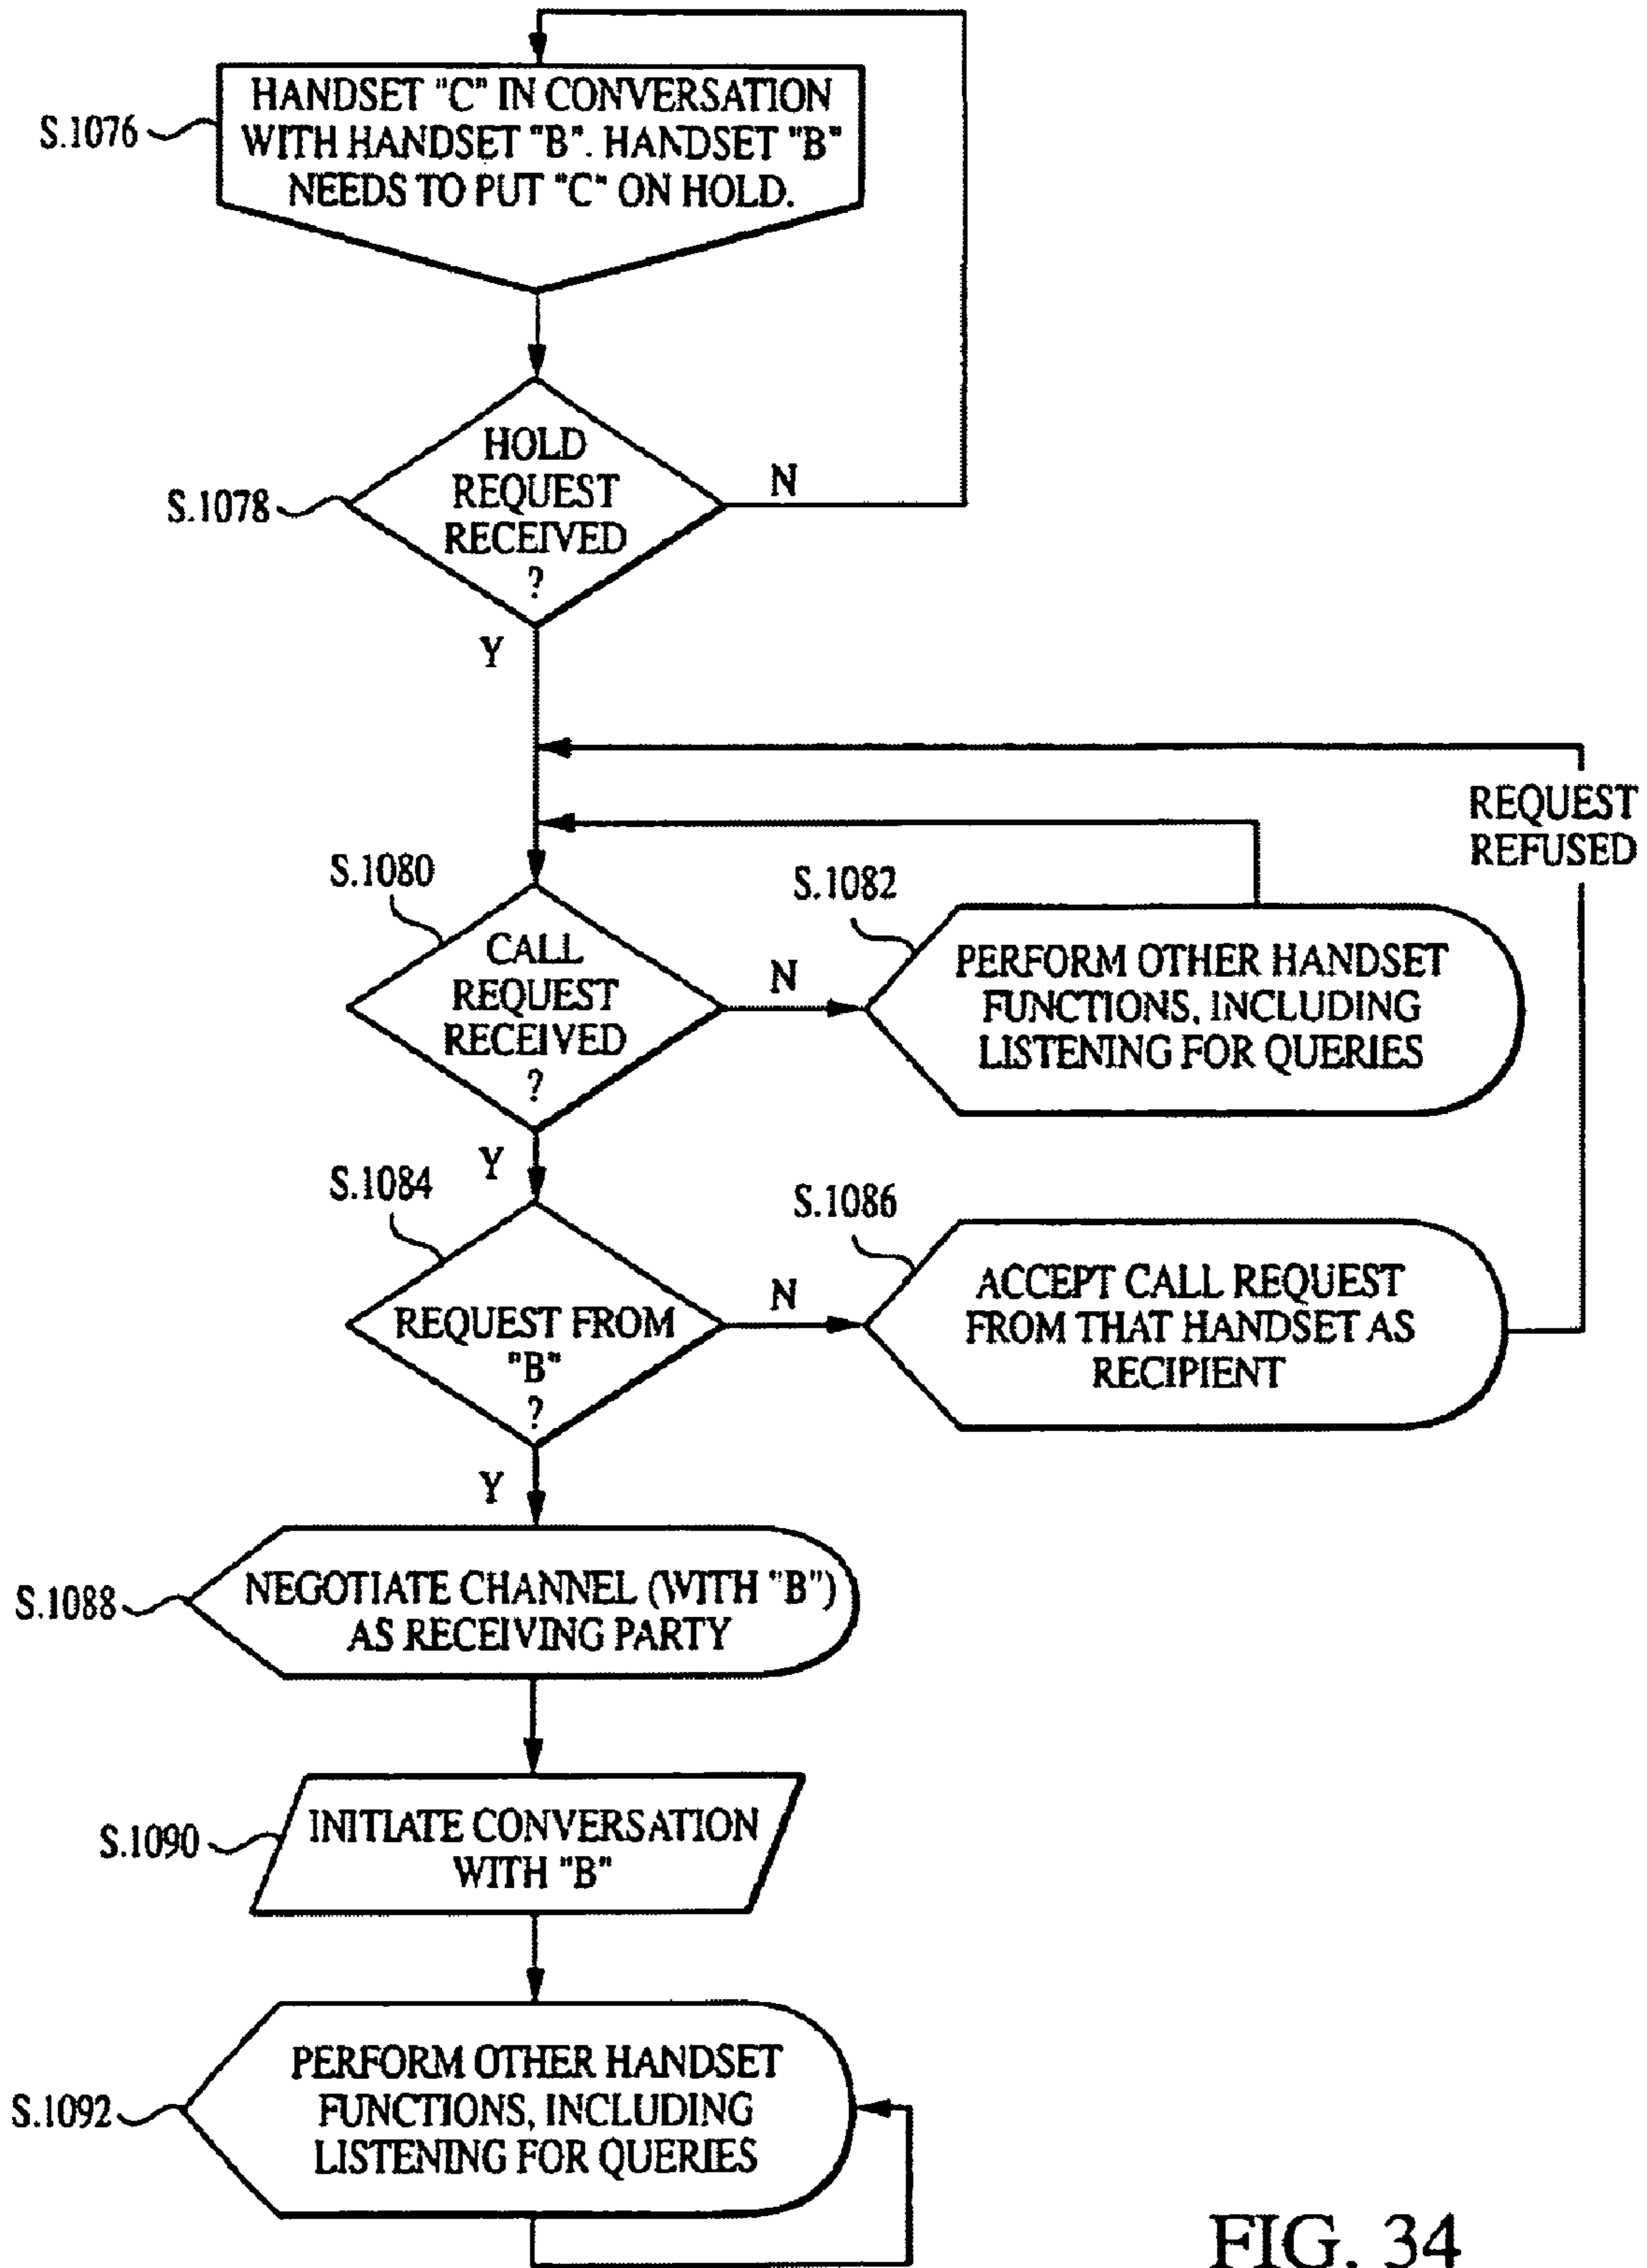 HANDSET "C" IN CONVERSATION
WITH HANDSET "B". HANDSET "B"
NEEDS TO PUT "C" ON HOLD.
S.1076
HOLD
REQUEST
RECEIVED
?
S.1078
N
Y
REQUEST
REFUSED
S.1080
CALL
REQUEST
RECEIVED
?
N
S.1082
PERFORM OTHER HANDSET
FUNCTIONS, INCLUDING
LISTENING FOR QUERIES
Y
S.1084
REQUEST FROM
"B"
?
N
S.1086
ACCEPT CALL REQUEST
FROM THAT HANDSET AS
RECIPIENT
Y
S.1088
NEGOTIATE CHANNEL (WITH "B")
AS RECEIVING PARTY
S.1090
INITIATE CONVERSATION
WITH "B"
S.1092
PERFORM OTHER HANDSET
FUNCTIONS, INCLUDING
LISTENING FOR QUERIES
FIG. 34